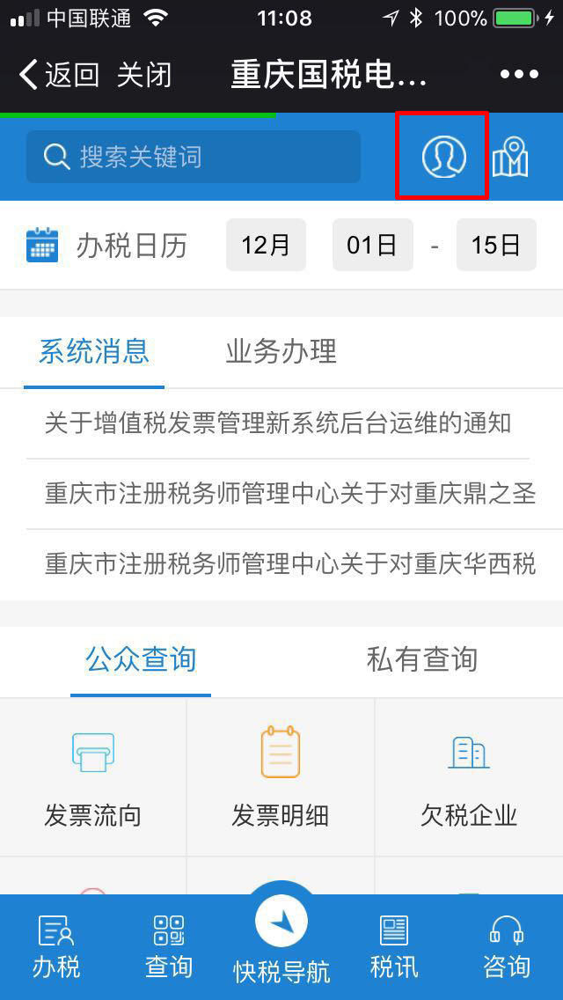 中国联通 11:08 100%
返回 关闭 重庆国税电...
搜索关键词
办税日历 12月 01日 - 15日
系统消息 业务办理
关于增值税发票管理新系统后台运维的通知
重庆市注册税务师管理中心关于对重庆鼎之圣
重庆市注册税务师管理中心关于对重庆华西税
公众查询 私有查询
发票流向 发票明细 欠税企业
办税 查询 快税导航 税讯 咨询